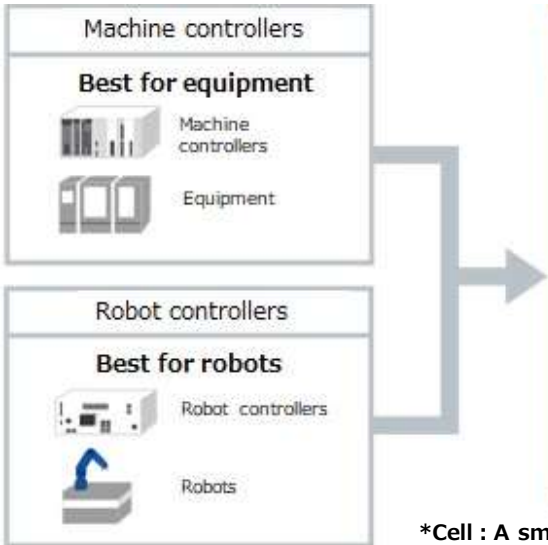 Machine controllers
Best for equipment
Machine
controllers
Equipment
Robot controllers
Best for robots
Robot controllers
Robots
*Cell : A sm